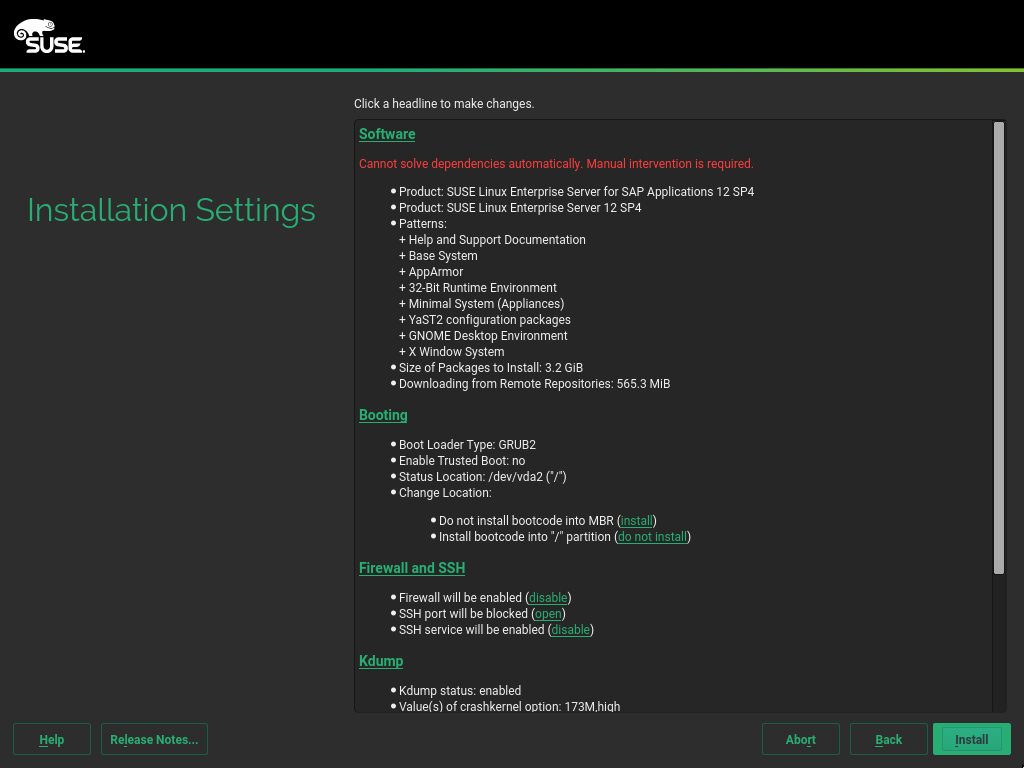 SUSE.
Click a headline to make changes.
Installation Settings
Software
Cannot solve dependencies automatically. Manual intervention is required.
Product: SUSE Linux Enterprise Server for SAP Applications 12 SP4
Product: SUSE Linux Enterprise Server 12 SP4
Patterns:
+ Help and Support Documentation
+ Base System
+ AppArmor
+ 32-Bit Runtime Environment
+ Minimal System (Appliances)
+ YaST2 configuration packages
+ GNOME Desktop Environment
+ X Window System
Size of Packages to Install: 3.2 GiB
Downloading from Remote Repositories: 565.3 MiB
Booting
Boot Loader Type: GRUB2
Enable Trusted Boot: no
Status Location: /dev/vda2 ("/")
Change Location:
Do not install bootcode into MBR (install)
Install bootcode into "/" partition (do not install)
Firewall and SSH
Firewall will be enabled (disable)
SSH port will be blocked (open)
SSH service will be enabled (disable)
Kdump
Kdump status: enabled
Value(s) of crashkernel option: 173M,high
Help
Release Notes...
Abort
Back
Install